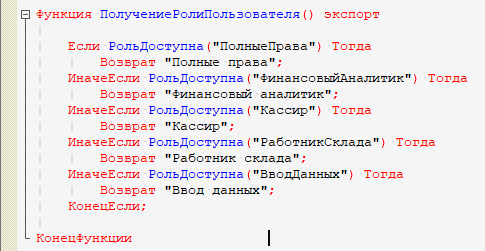 Функция ПолучениеРолиПользователя() экспорт
Если РольДоступна("ПолныеПрава") Тогда
Возврат "Полные права";
ИначеЕсли РольДоступна("ФинансовыйАналитик") Тогда
Возврат "Финансовый аналитик";
ИначеЕсли РольДоступна("Кассир") Тогда
Возврат "Кассир";
ИначеЕсли РольДоступна("РаботникСклада") Тогда
Возврат "Работник склада";
ИначеЕсли РольДоступна("ВводДанных") Тогда
Возврат "Ввод данных";
КонецЕсли;
КонецФункции